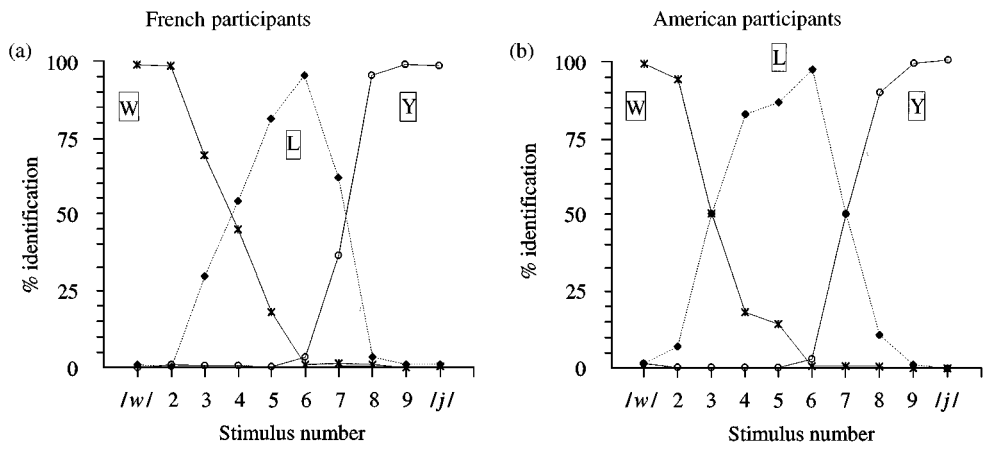 French participants
(a)
100
75
50
25
0
% identification
W
L
Y
/w/ 2 3 4 5 6 7 8 9 /j/
Stimulus number
American participants
(b)
100
75
50
25
0
% identification
W
L
Y
/w/ 2 3 4 5 6 7 8 9 /j/
Stimulus number